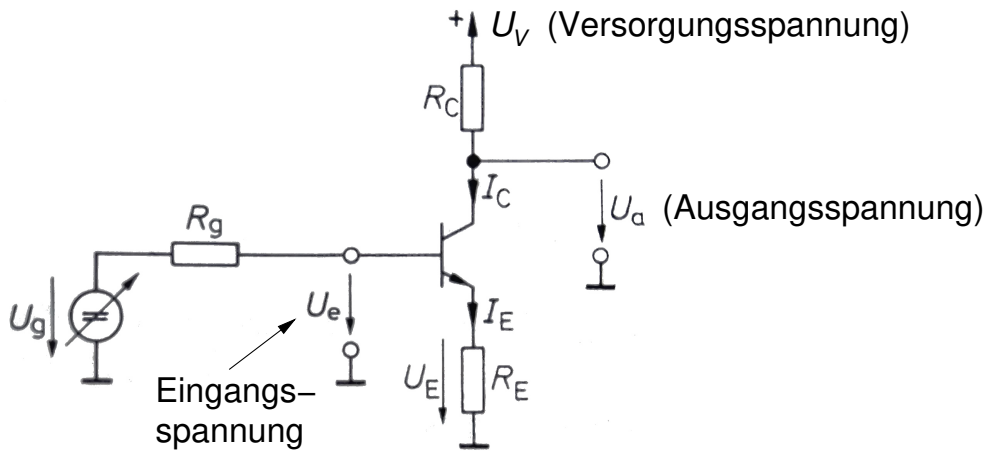 + U_V (Versorgungsspannung)
R_C
I_C
U_a (Ausgangsspannung)
R_g
U_g
U_e
I_E
U_E
R_E
Eingangs–
spannung